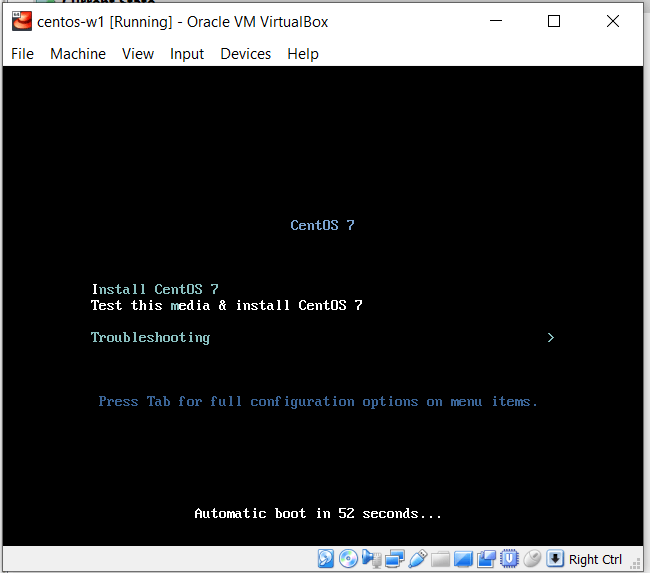 centos-w1 [Running] - Oracle VM VirtualBox
File Machine View Input Devices Help
CentOS 7
Install CentOS 7
Test this media & install CentOS 7
Troubleshooting >
Press Tab for full configuration options on menu items.
Automatic boot in 52 seconds...
Right Ctrl